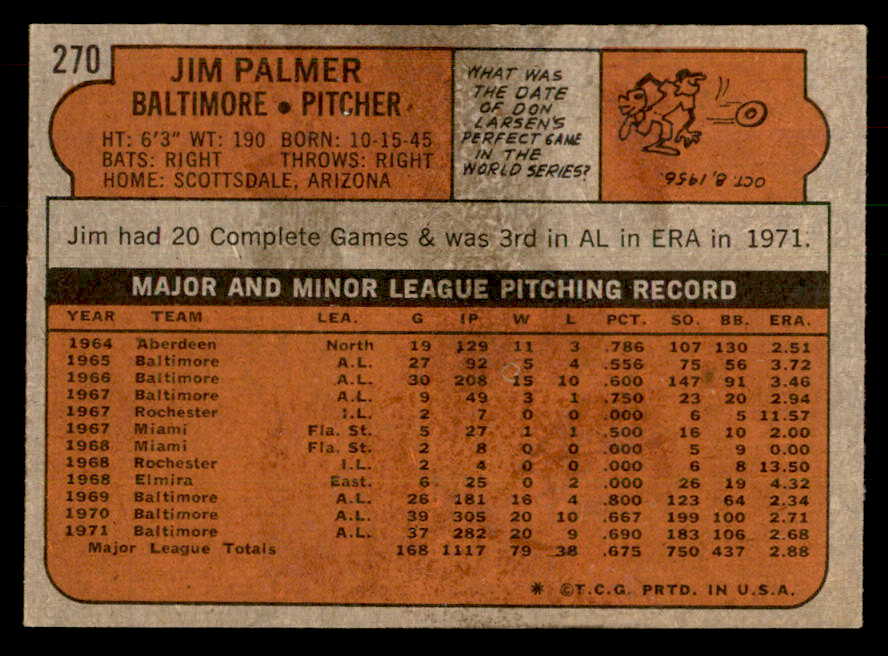 270
JIM PALMER
BALTIMORE • PITCHER
HT: 6'3" WT: 190 BORN: 10-15-45
BATS: RIGHT THROWS: RIGHT
HOME: SCOTTSDALE, ARIZONA
WHAT WAS
THE DATE
OF DON
LARSEN'S
PERFECT GAME
IN THE
WORLD SERIES?
OCT. 8, 1956.
Jim had 20 Complete Games & was 3rd in AL in ERA in 1971.
MAJOR AND MINOR LEAGUE PITCHING RECORD
YEAR TEAM LEA. G IP W L PCT. SO. BB. ERA.
1964 Aberdeen North 19 129 11 3 .786 107 130 2.51
1965 Baltimore A.L. 27 92 5 4 .556 75 56 3.72
1966 Baltimore A.L. 30 208 15 10 .600 147 91 3.46
1967 Baltimore A.L. 9 49 3 1 .750 23 20 2.94
1967 Rochester I.L. 2 7 0 0 .000 6 5 11.57
1967 Miami Fla. St. 5 27 1 1 .500 16 10 2.00
1968 Miami Fla. St. 2 8 0 0 .000 5 9 0.00
1968 Rochester I.L. 2 4 0 0 .000 6 8 13.50
1968 Elmira East. 6 25 0 2 .000 26 19 4.32
1969 Baltimore A.L. 26 181 16 4 .800 123 64 2.34
1970 Baltimore A.L. 39 305 20 10 .667 199 100 2.71
1971 Baltimore A.L. 37 282 20 9 .690 183 106 2.68
Major League Totals 168 1117 79 38 .675 750 437 2.88
* ©T.C.G. PRTD. IN U.S.A.